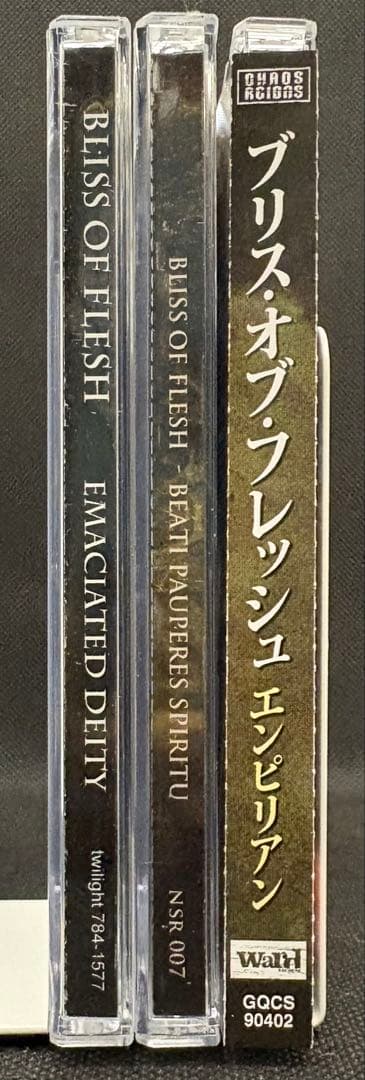 BLISS OF FLESH EMACIATED DEITY
twilight 784-1577
BLISS OF FLESH - BEATI PAUPERES SPIRITU
NSR 007
CHAOS
REIGNS
ブリス・オブ・フレッシュ エンピリアン
Ward
GQCS
90402